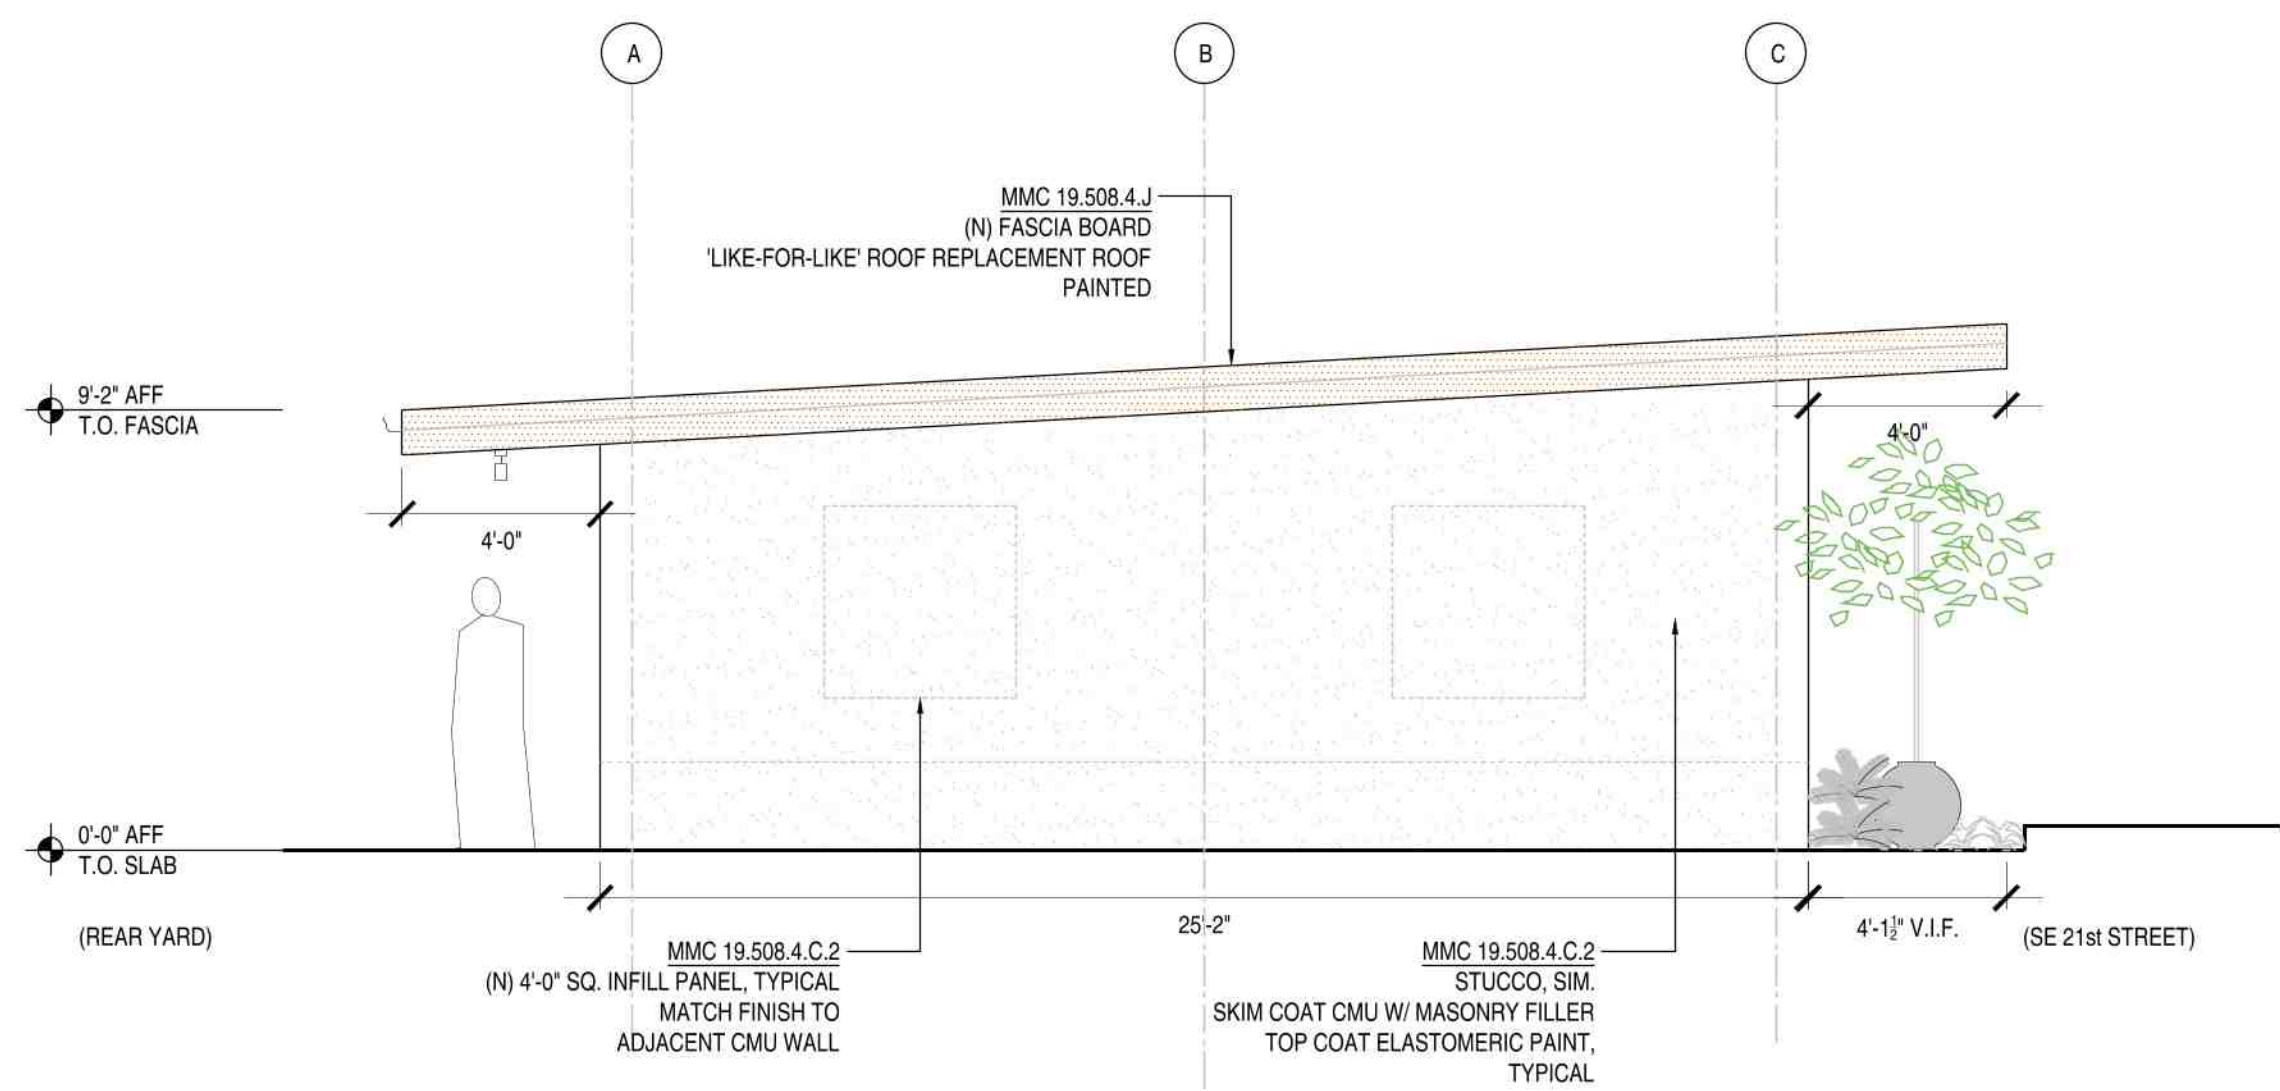 A
B
C
MMC 19.508.4.J
(N) FASCIA BOARD
'LIKE-FOR-LIKE' ROOF REPLACEMENT ROOF
PAINTED
9'-2" AFF
T.O. FASCIA
4'-0"
4'-0"
0'-0" AFF
T.O. SLAB
(REAR YARD)
25'-2"
4'-1½" V.I.F.
(SE 21st STREET)
MMC 19.508.4.C.2
(N) 4'-0" SQ. INFILL PANEL, TYPICAL
MATCH FINISH TO
ADJACENT CMU WALL
MMC 19.508.4.C.2
STUCCO, SIM.
SKIM COAT CMU W/ MASONRY FILLER
TOP COAT ELASTOMERIC PAINT,
TYPICAL